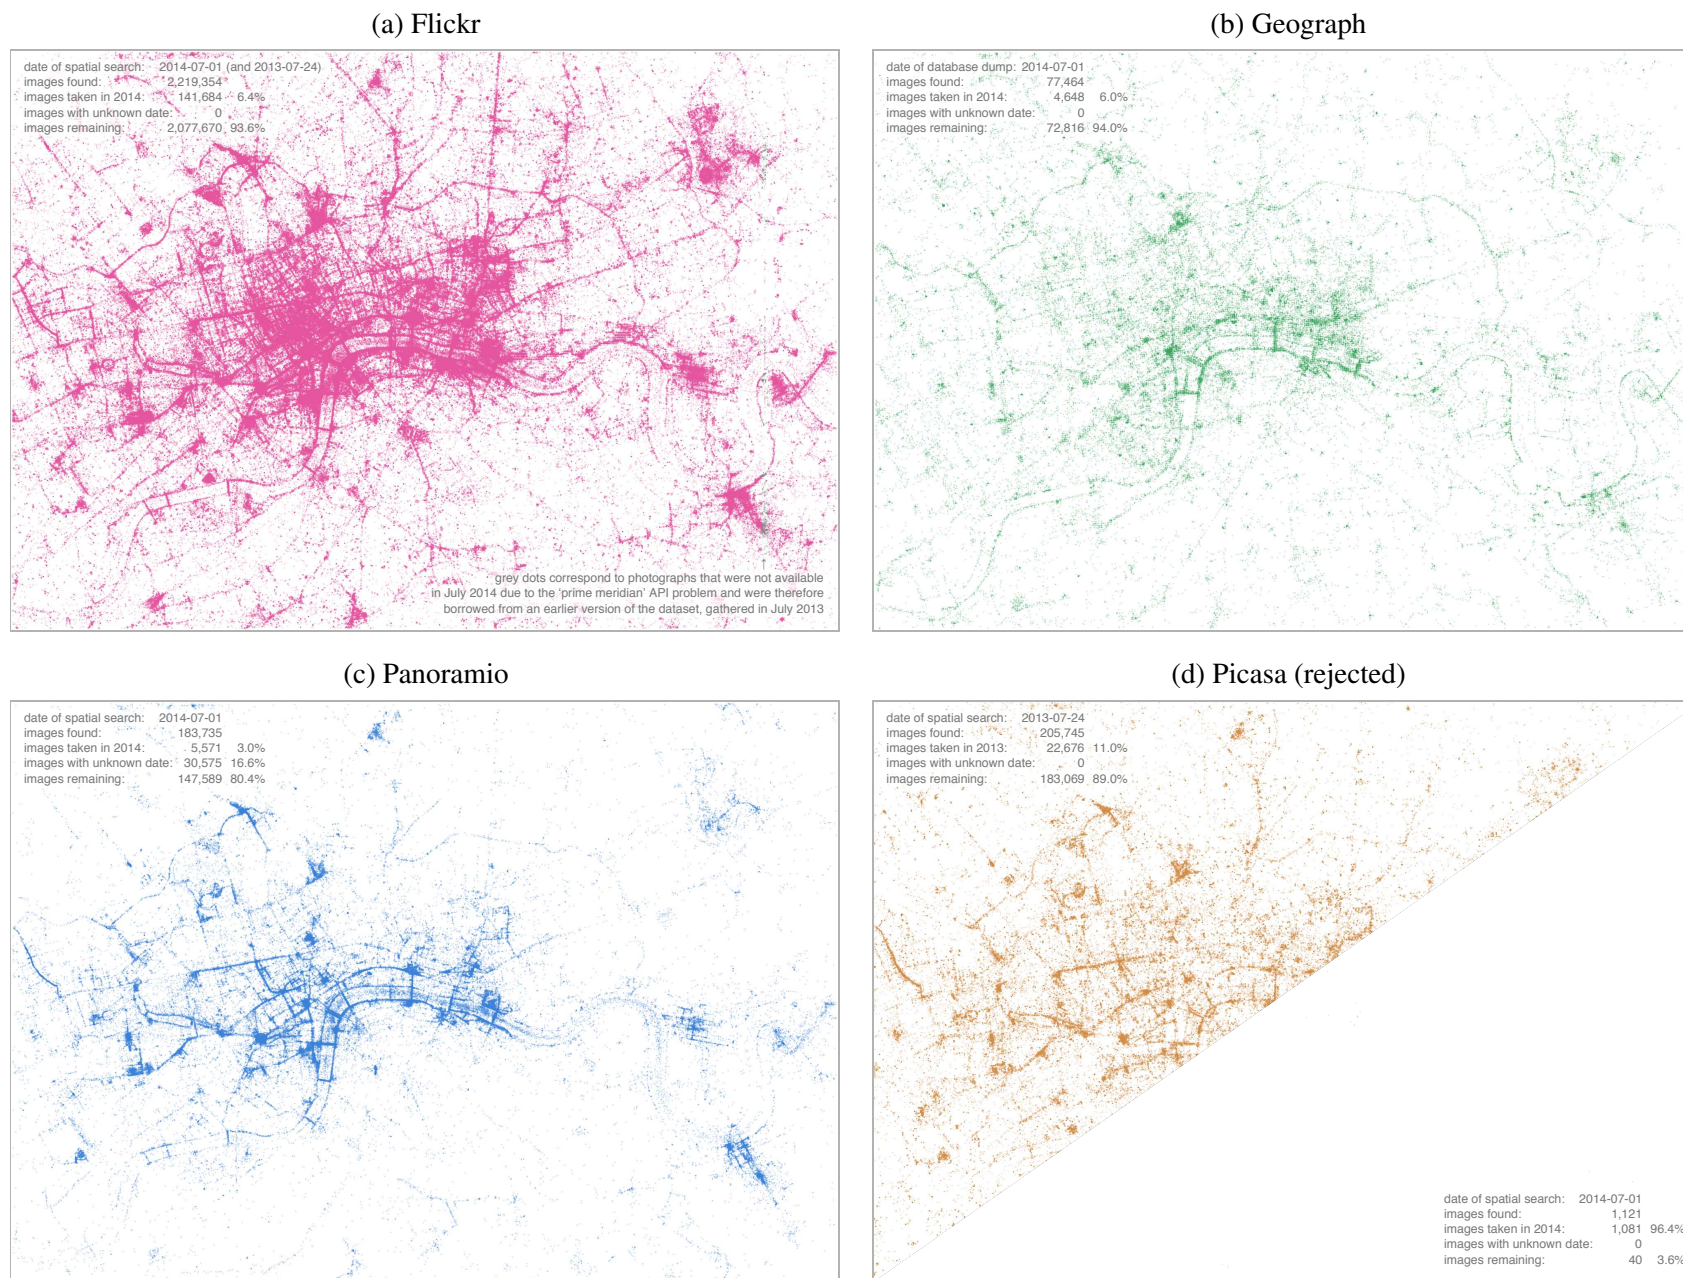 (a) Flickr
date of spatial search: 2014-07-01 (and 2013-07-24)
images found: 2,219,354
images taken in 2014: 141,684 6.4%
images with unknown date: 0
images remaining: 2,077,670 93.6%
grey dots correspond to photographs that were not available
in July 2014 due to the 'prime meridian' API problem and were therefore
borrowed from an earlier version of the dataset, gathered in July 2013
(b) Geograph
date of database dump: 2014-07-01
images found: 77,464
images taken in 2014: 4,648 6.0%
images with unknown date: 0
images remaining: 72,816 94.0%
(c) Panoramio
date of spatial search: 2014-07-01
images found: 183,735
images taken in 2014: 5,571 3.0%
images with unknown date: 30,575 16.6%
images remaining: 147,589 80.4%
(d) Picasa (rejected)
date of spatial search: 2013-07-24
images found: 205,745
images taken in 2013: 22,676 11.0%
images with unknown date: 0
images remaining: 183,069 89.0%
date of spatial search: 2014-07-01
images found: 1,121
images taken in 2014: 1,081 96.4%
images with unknown date: 0
images remaining: 40 3.6%